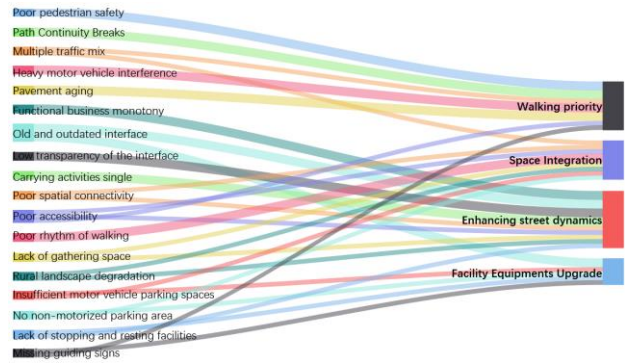 Poor pedestrian safety
Path Continuity Breaks
Multiple traffic mix
Heavy motor vehicle interference
Pavement aging
Functional business monotony
Old and outdated interface
Low transparency of the interface
Carrying activities single
Poor spatial connectivity
Poor accessibility
Poor rhythm of walking
Lack of gathering space
Rural landscape degradation
Insufficient motor vehicle parking spaces
No non-motorized parking area
Lack of stopping and resting facilities
Missing guiding signs
Walking priority
Space Integration
Enhancing street dynamics
Facility Equipments Upgrade